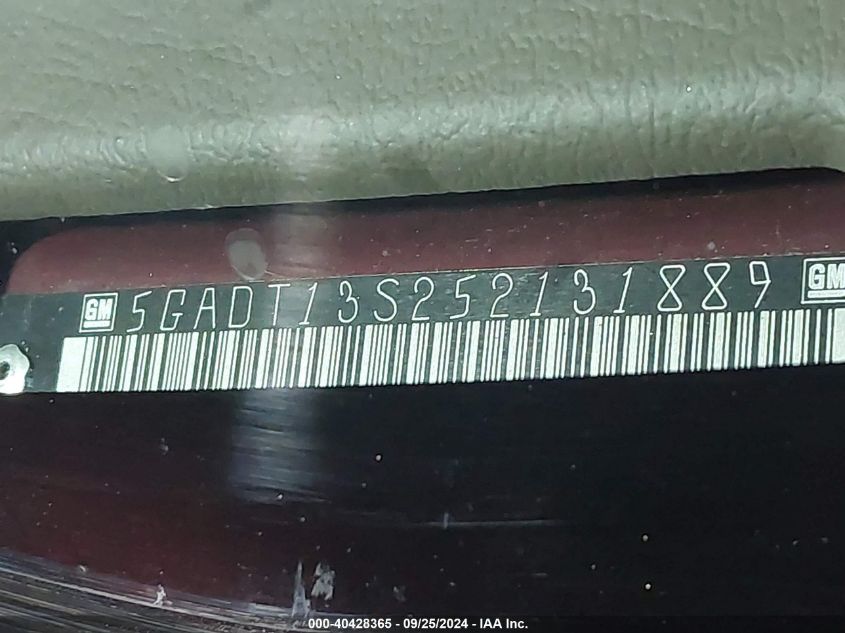 GM 5GADT13S252131889 GM
000-40428365 / 09/25/2024 - IAA Inc.